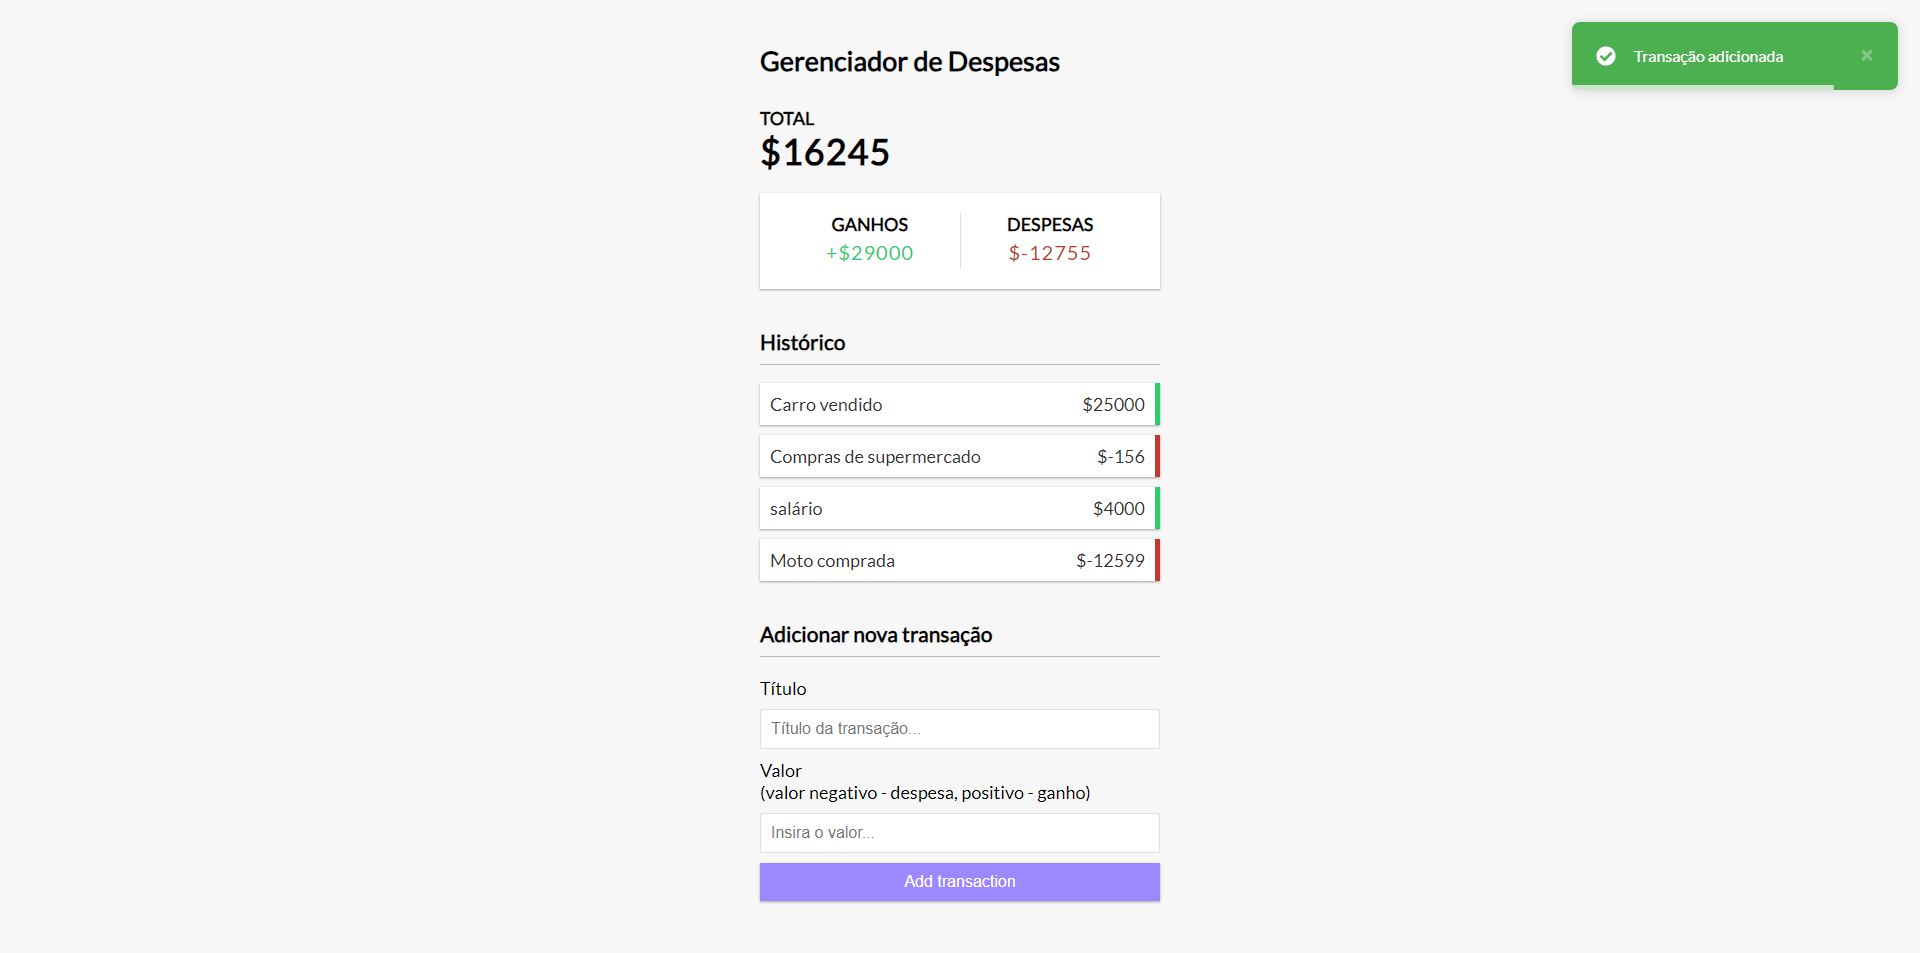 Transação adicionada
×
Gerenciador de Despesas
TOTAL
$16245
GANHOS
+$29000
DESPESAS
$-12755
Histórico
Carro vendido $25000
Compras de supermercado $-156
salário $4000
Moto comprada $-12599
Adicionar nova transação
Título
Título da transação...
Valor
(valor negativo - despesa, positivo - ganho)
Insira o valor...
Add transaction